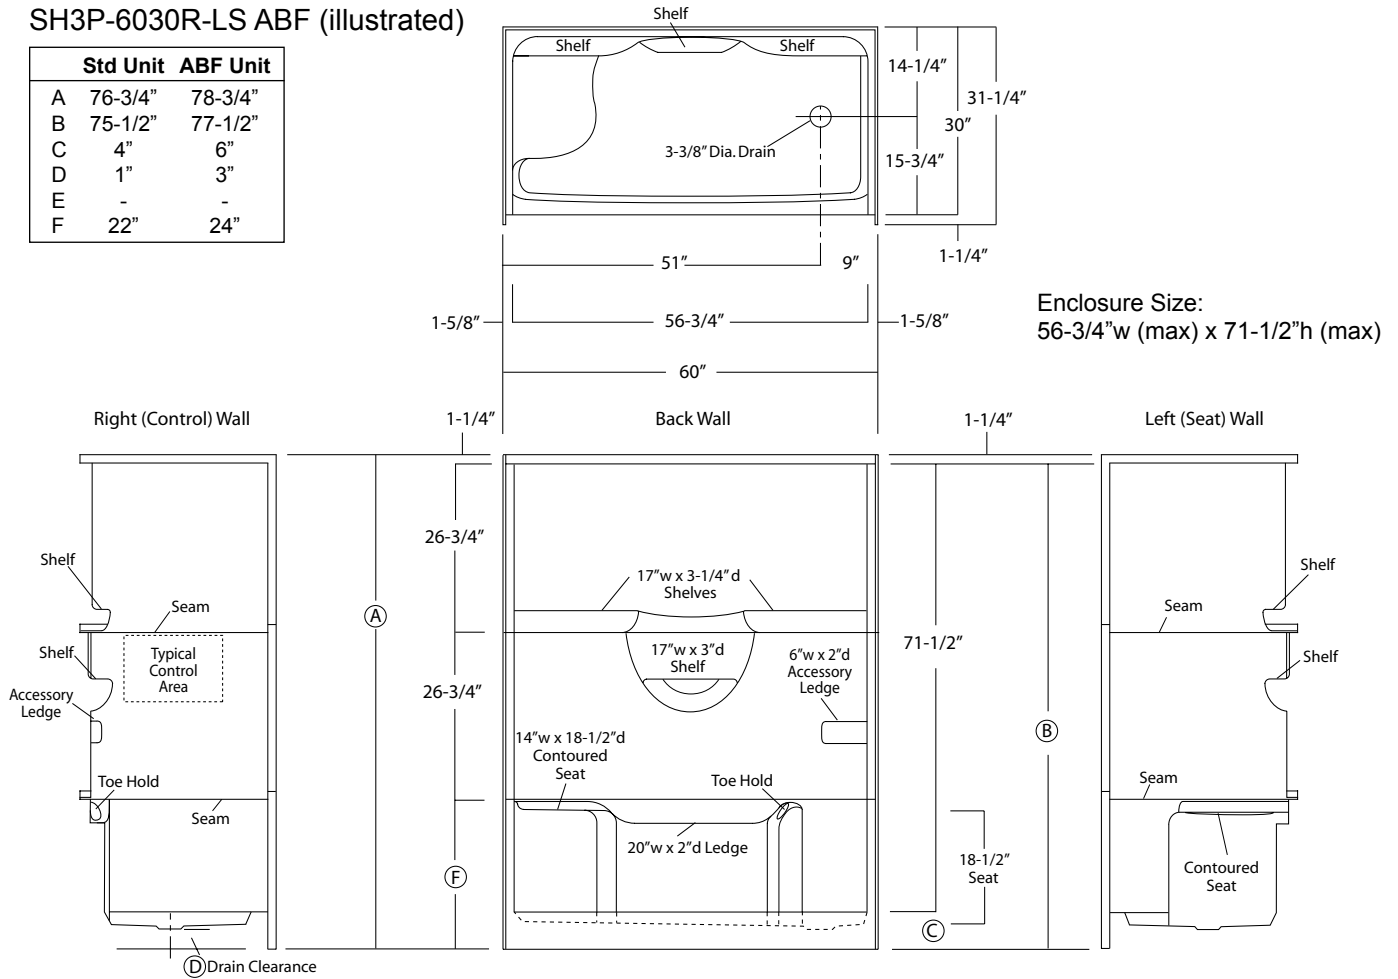 SH3P-6030R-LS ABF (illustrated)
Std Unit ABF Unit
A 76-3/4” 78-3/4”
B 75-1/2” 77-1/2”
C 4” 6”
D 1” 3”
E - -
F 22” 24”
Shelf
Shelf
Shelf
3-3/8” Dia. Drain
14-1/4”
31-1/4”
30”
15-3/4”
1-1/4”
51”
9”
1-5/8”
56-3/4”
1-5/8”
60”
Enclosure Size:
56-3/4”w (max) x 71-1/2”h (max)
Right (Control) Wall
1-1/4”
Back Wall
1-1/4”
Left (Seat) Wall
Shelf
Seam
Shelf
Typical
Control
Area
Accessory
Ledge
Toe Hold
Seam
D
Drain Clearance
A
26-3/4”
26-3/4”
F
17”w x 3-1/4” d
Shelves
17”w x 3”d
Shelf
6”w x 2”d
Accessory
Ledge
14”w x 18-1/2”d
Contoured
Seat
Toe Hold
20”w x 2”d Ledge
71-1/2”
18-1/2”
Seat
C
B
Shelf
Seam
Shelf
Seam
Contoured
Seat